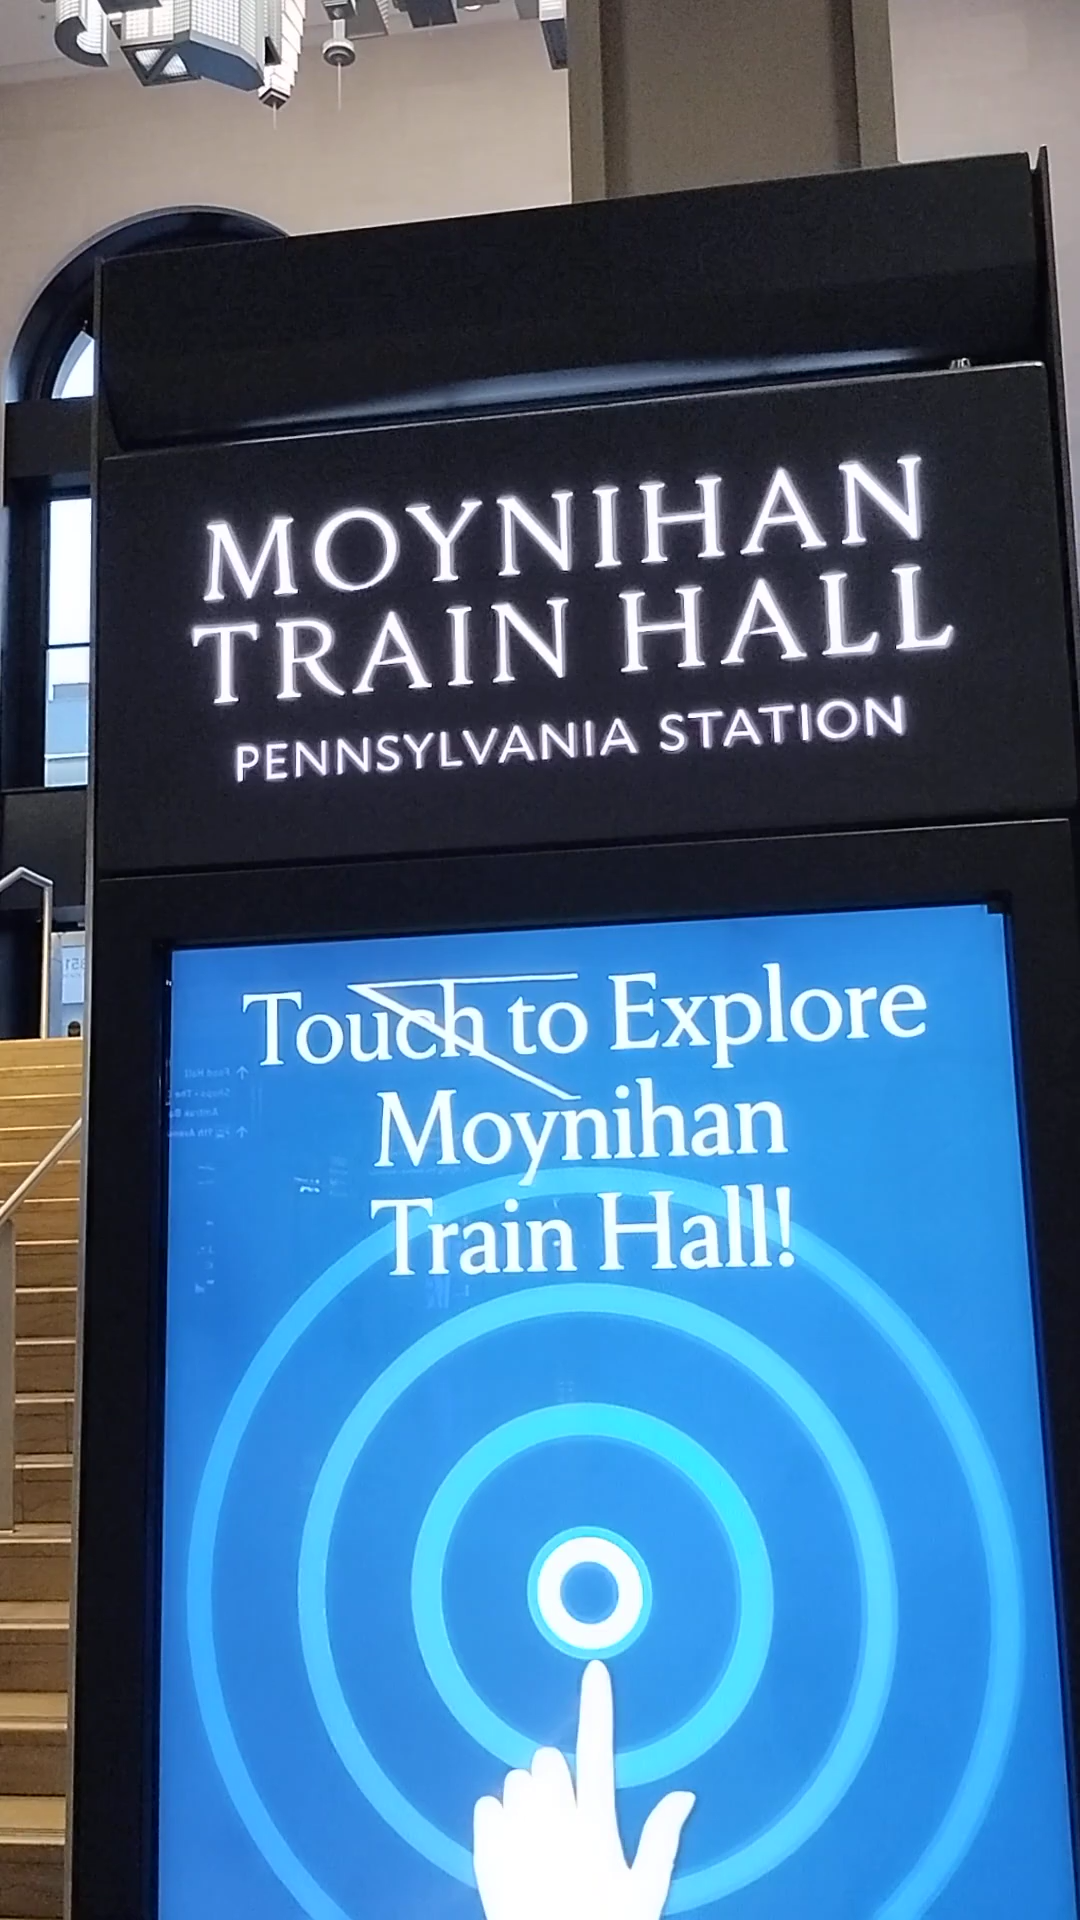 MOYNIHAN
TRAIN HALL
PENNSYLVANIA STATION
Touch to Explore
Moynihan
Train Hall!